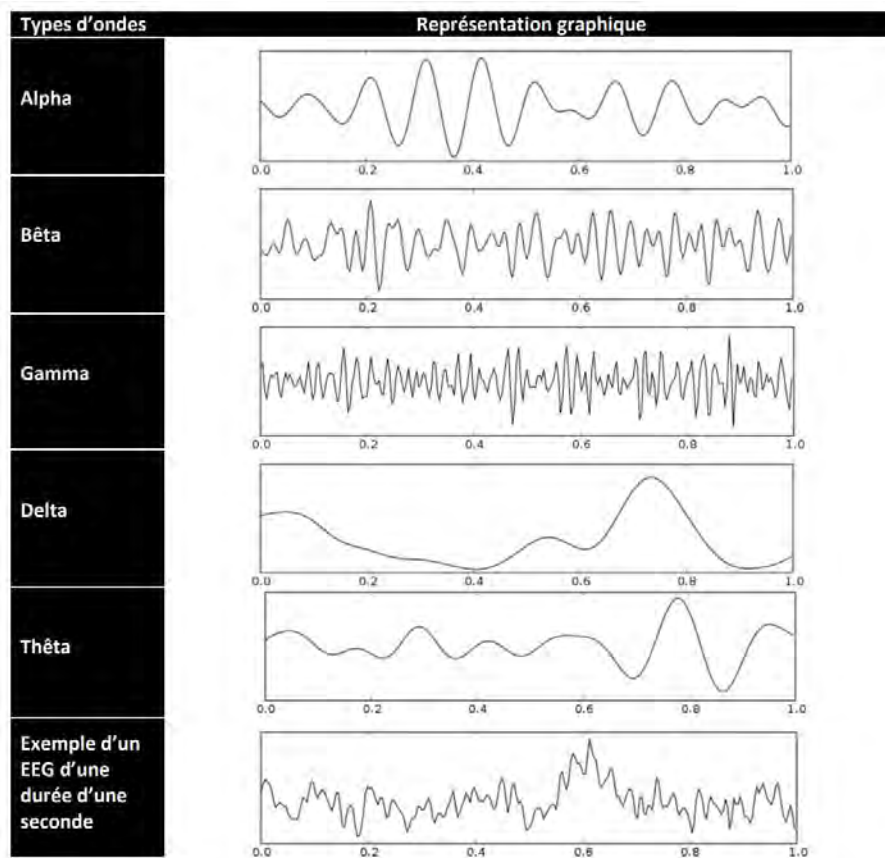 Types d’ondes
Représentation graphique
Alpha
0.0 0.2 0.4 0.6 0.8 1.0
Bêta
0.0 0.2 0.4 0.6 0.8 1.0
Gamma
0.0 0.2 0.4 0.6 0.8 1.0
Delta
0.0 0.2 0.4 0.6 0.8 1.0
Thêta
0.0 0.2 0.4 0.6 0.8 1.0
Exemple d’un
EEG d’une
durée d’une
seconde
0.0 0.2 0.4 0.6 0.8 1.0